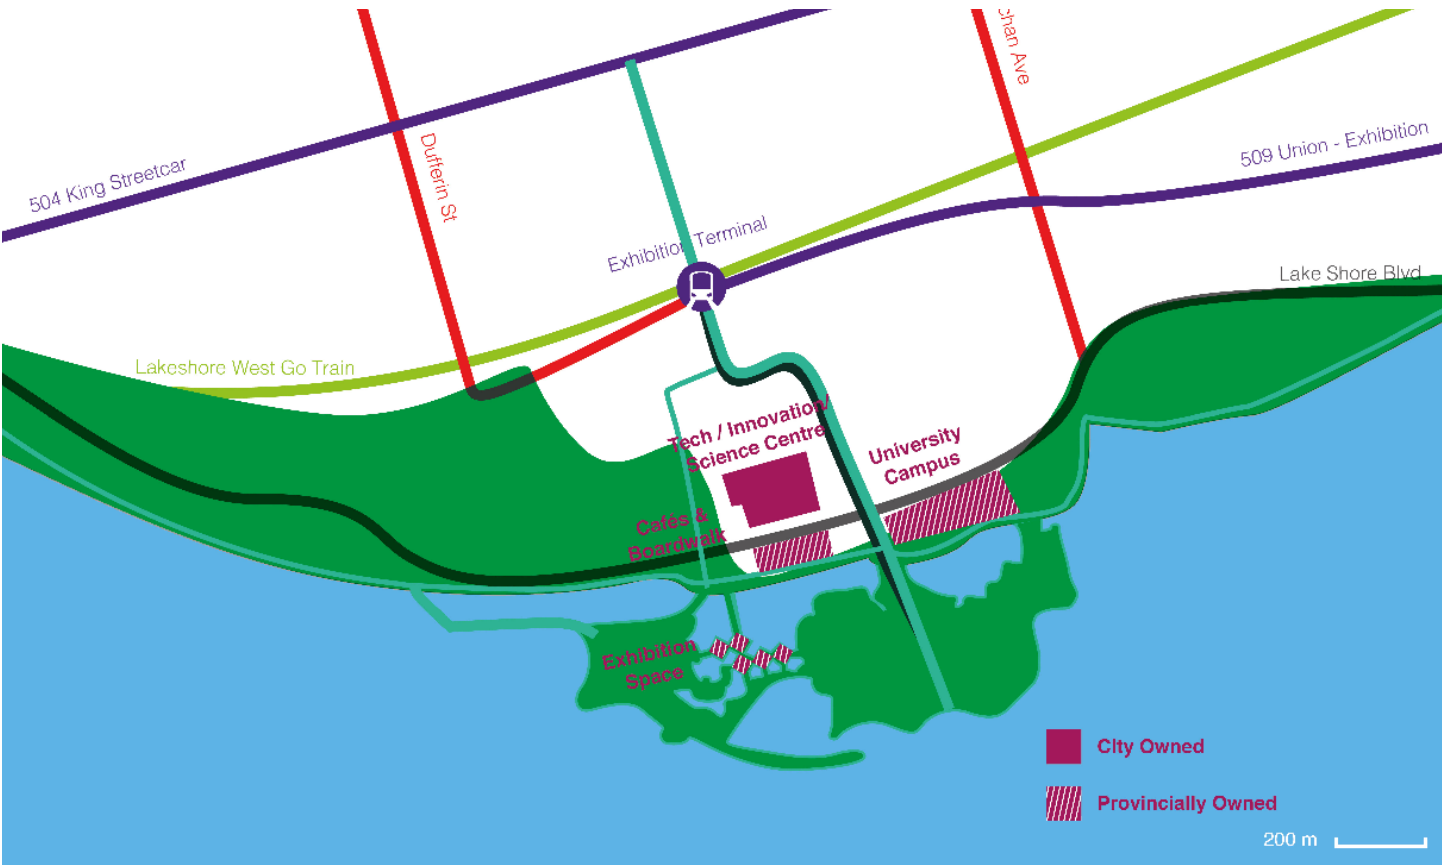 chan Ave
Dufferin St
504 King Streetcar
509 Union - Exhibition
Exhibition Terminal
Lake Shore Blvd
Lakeshore West Go Train
Tech / Innovation/
Science Centre
University
Campus
Cafés &
Boardwalk
Exhibition
Space
CIty Owned
Provincially Owned
200 m